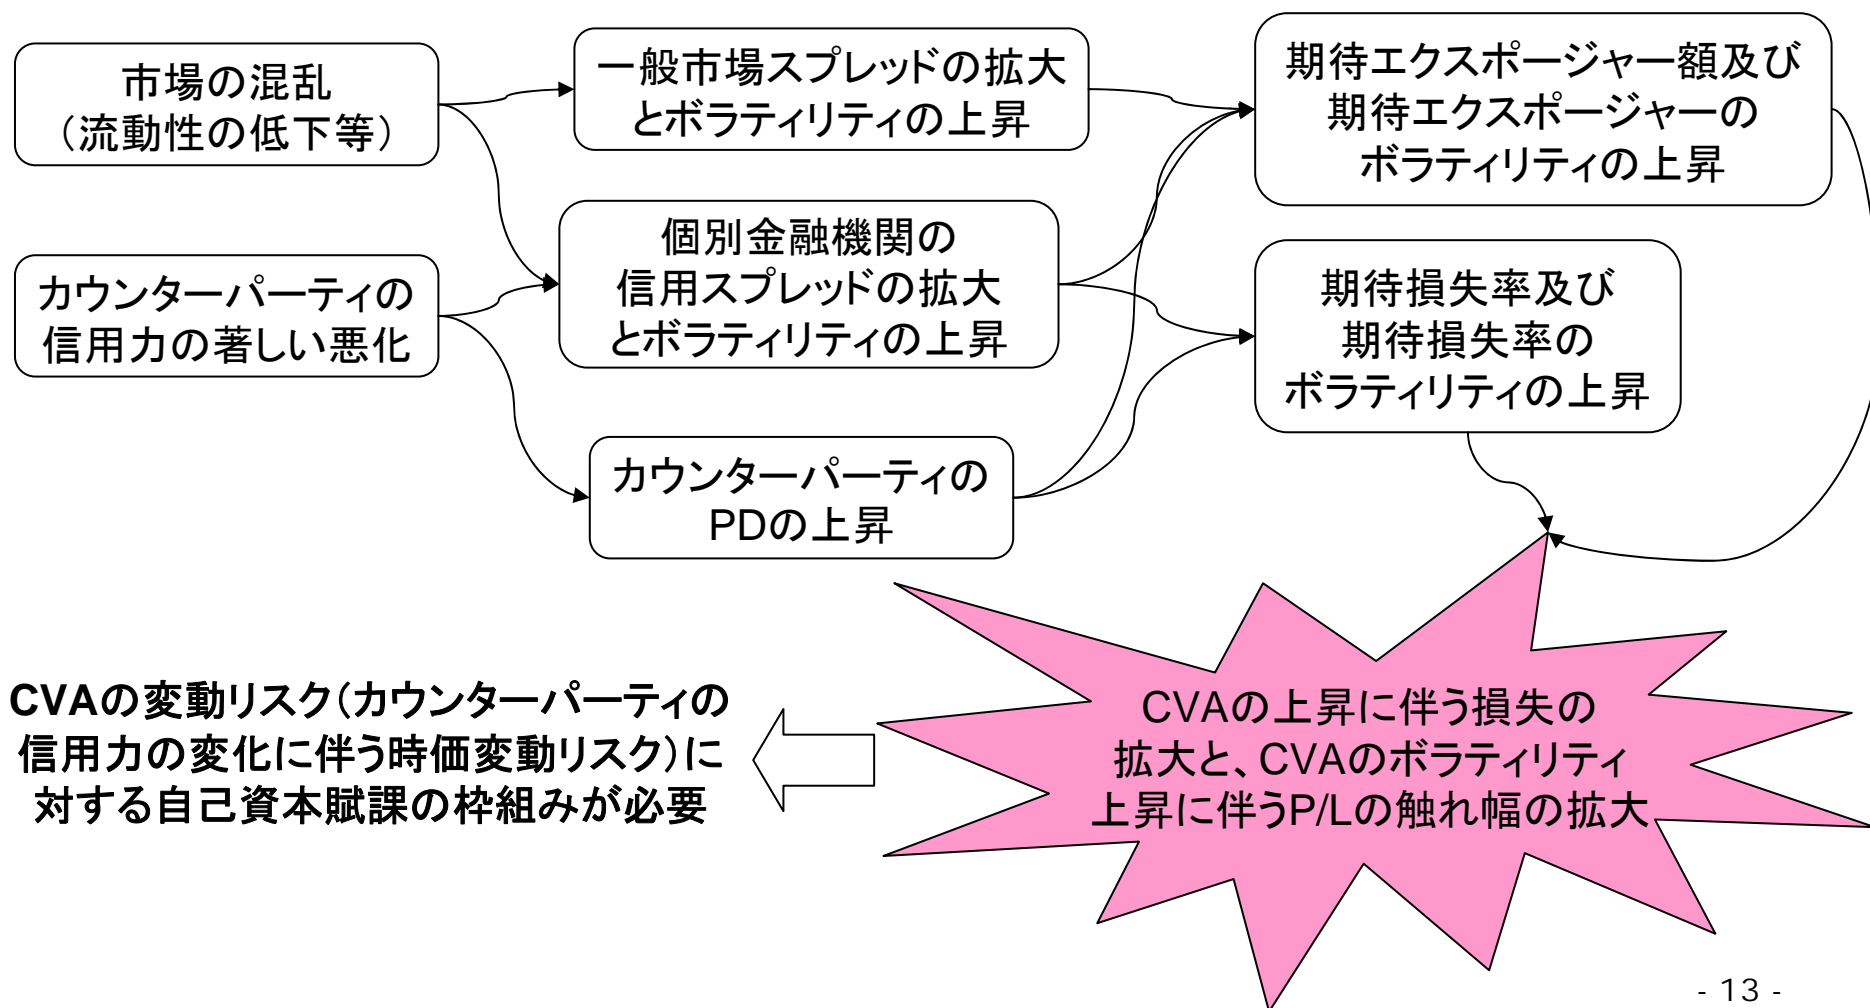 市場の混乱
（流動性の低下等）
一般市場スプレッドの拡大
とボラティリティの上昇
期待エクスポージャー額及び
期待エクスポージャーの
ボラティリティの上昇
カウンターパーティの
信用力の著しい悪化
個別金融機関の
信用スプレッドの拡大
とボラティリティの上昇
期待損失率及び
期待損失率の
ボラティリティの上昇
カウンターパーティの
PDの上昇
CVAの変動リスク（カウンターパーティの
信用力の変化に伴う時価変動リスク）に
対する自己資本賦課の枠組みが必要
CVAの上昇に伴う損失の
拡大と、CVAのボラティリティ
上昇に伴うP/Lの触れ幅の拡大
- 13 -